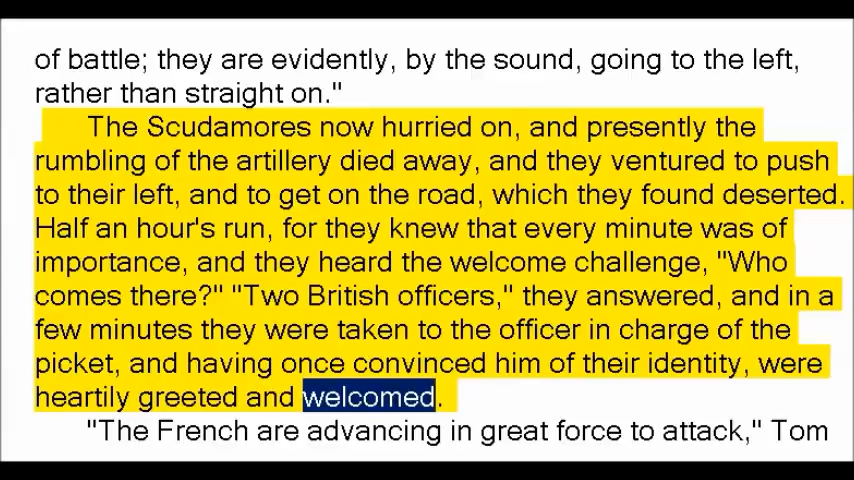 of battle; they are evidently, by the sound, going to the left,
rather than straight on."
The Scudamores now hurried on, and presently the
rumbling of the artillery died away, and they ventured to push
to their left, and to get on the road, which they found deserted.
Half an hour's run, for they knew that every minute was of
importance, and they heard the welcome challenge, "Who
comes there?" "Two British officers," they answered, and in a
few minutes they were taken to the officer in charge of the
picket, and having once convinced him of their identity, were
heartily greeted and welcomed.
"The French are advancing in great force to attack," Tom